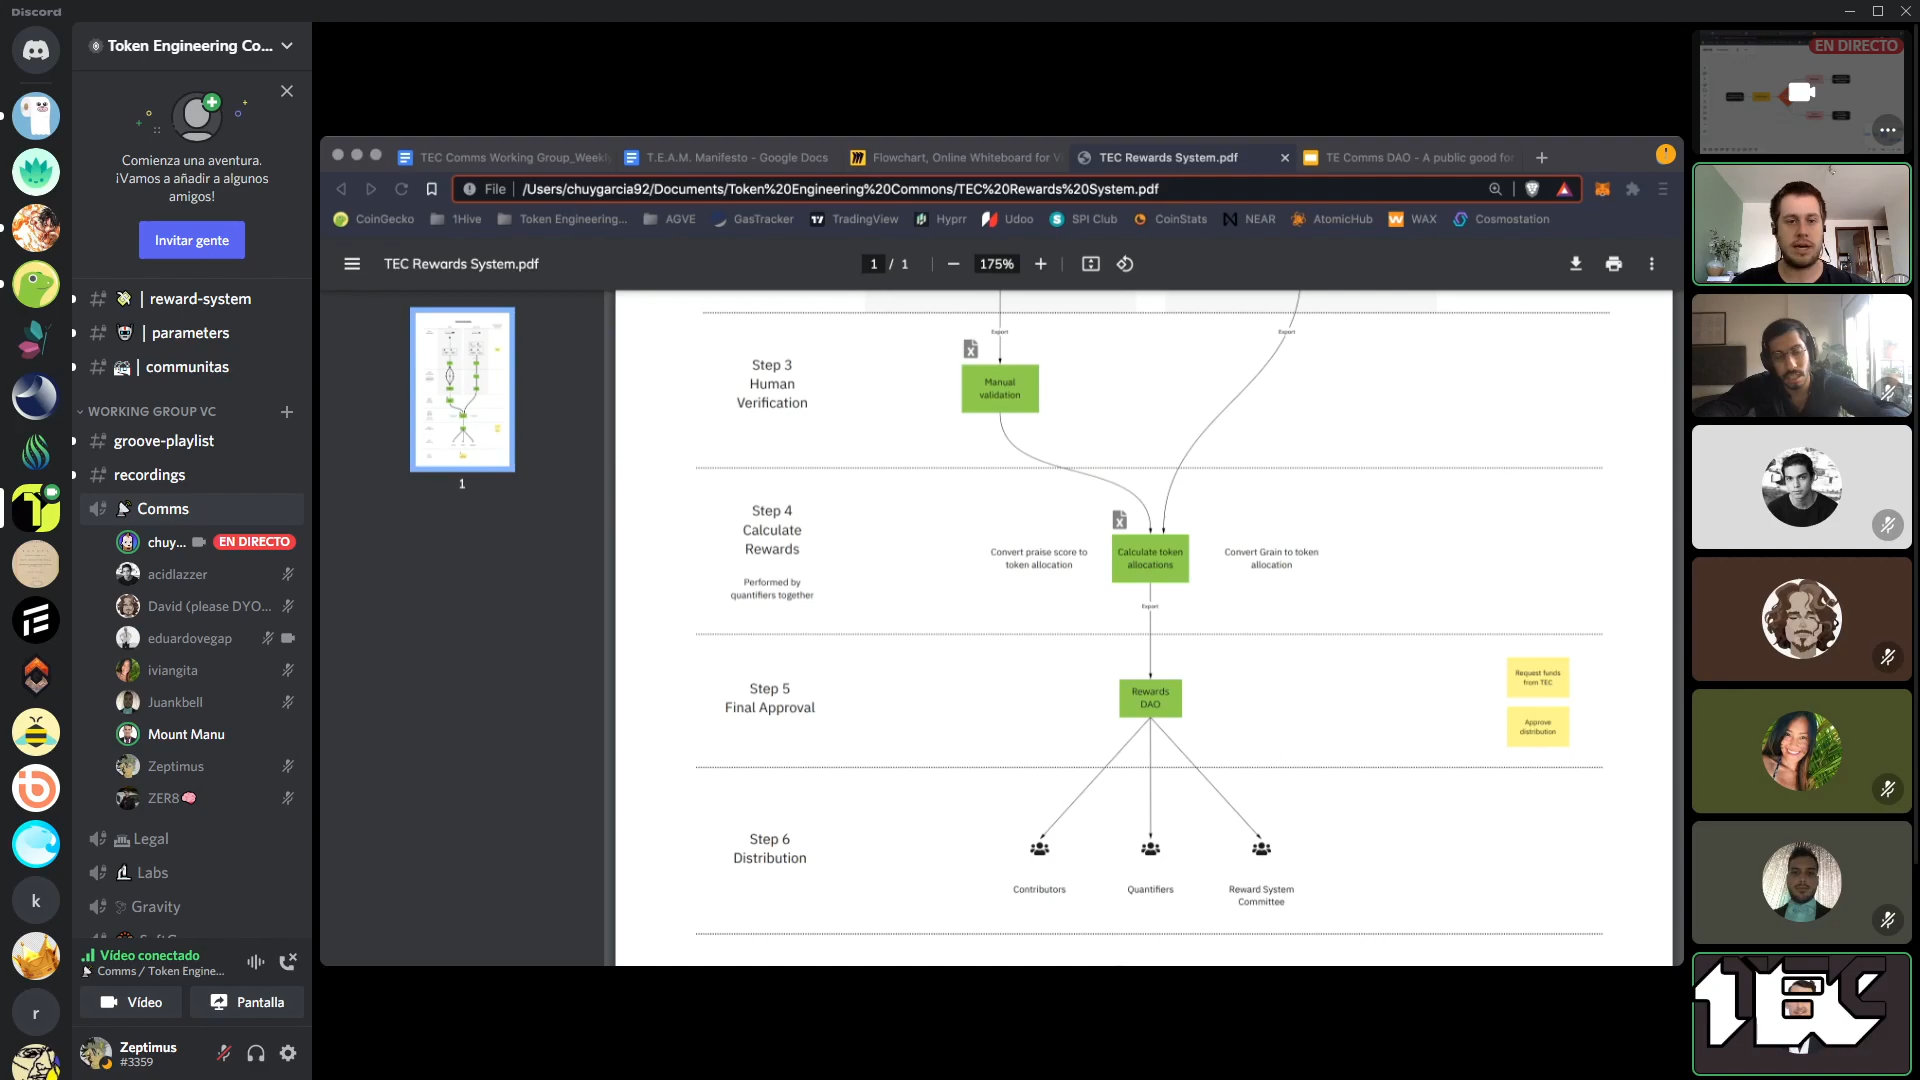 Discord
Token Engineering Co...
Comienza una aventura.
¡Vamos a añadir a algunos
amigos!
Invitar gente
| reward-system
| parameters
| communitas
WORKING GROUP VC
groove-playlist
recordings
Comms
chuy...
EN DIRECTO
acidlazzer
David (please DYO...
eduardovegap
iviangita
Juankbell
Mount Manu
Zeptimus
ZER8
Legal
Labs
Gravity
k
r
Vídeo conectado
Comms / Token Engine...
Vídeo
Pantalla
Zeptimus
#3359
TEC Comms Working Group_Weekl
T.E.A.M. Manifesto - Google Docs
Flowchart, Online Whiteboard for Vi
TEC Rewards System.pdf
TE Comms DAO - A public good for
File
/Users/chuygarcia92/Documents/Token%20Engineering%20Commons/TEC%20Rewards%20System.pdf
CoinGecko
1Hive
Token Engineering...
AGVE
GasTracker
TradingView
Hyprr
Udoo
SPI Club
CoinStats
NEAR
AtomicHub
WAX
Cosmostation
TEC Rewards System.pdf
1 / 1
175%
1
Export
Export
Step 3
Human
Verification
Manual
validation
Step 4
Calculate
Rewards
Performed by
quantifiers together
Convert praise score to
token allocation
Calculate token
allocations
Convert Grain to token
allocation
Export
Step 5
Final Approval
Rewards
DAO
Request funds
from TEC
Approve
distribution
Step 6
Distribution
Contributors
Quantifiers
Reward System
Committee
EN DIRECTO
TEC